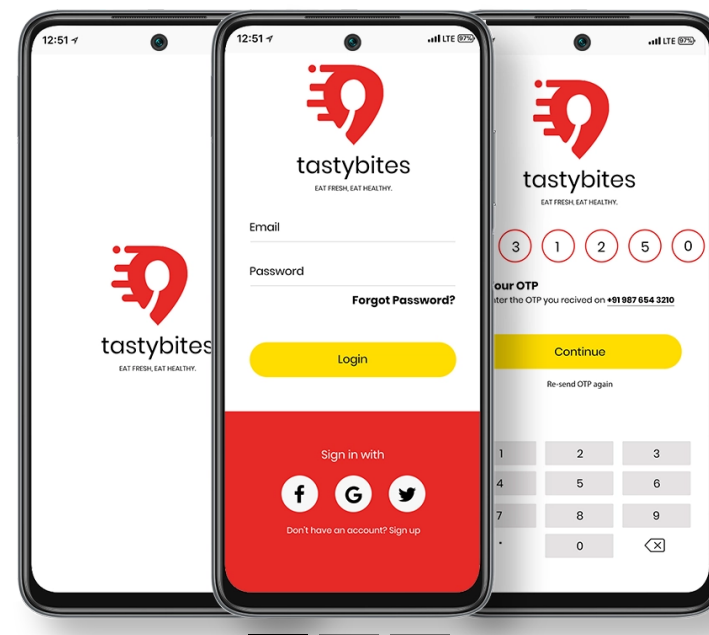 12:51
tastybites
EAT FRESH, EAT HEALTHY.
12:51
LTE 97%
tastybites
EAT FRESH, EAT HEALTHY.
Email
Password
Forgot Password?
Login
Sign in with
f G
Don't have an account? Sign up
LTE 97%
tastybites
EAT FRESH, EAT HEALTHY.
3 1 2 5 0
our OTP
ter the OTP you recived on +91 987 654 3210
Continue
Re-send OTP again
1 2 3
4 5 6
7 8 9
0